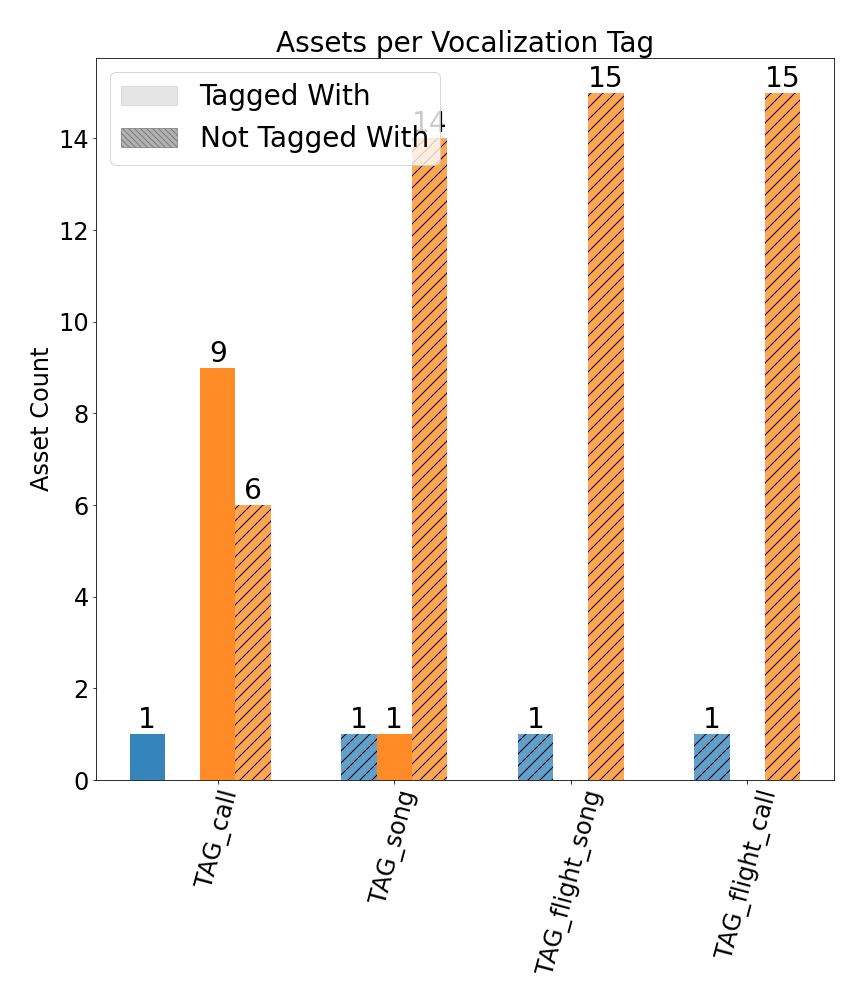 Assets per Vocalization Tag
Tagged With
Not Tagged With
14
15
15
9
6
1
1
1
1
1
Asset Count
14
12
10
8
6
4
2
0
TAG_call
TAG_song
TAG_flight_song
TAG_flight_call